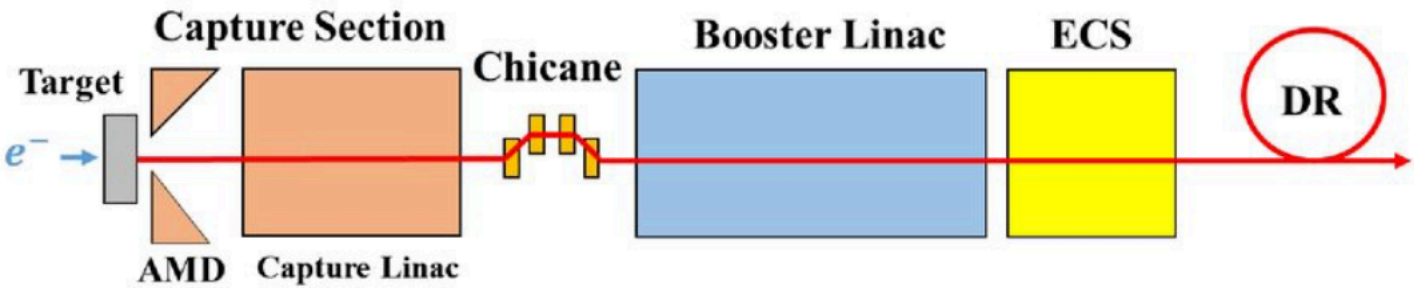 Capture Section
Booster Linac
ECS
Chicane
Target
DR
e⁻
AMD
Capture Linac